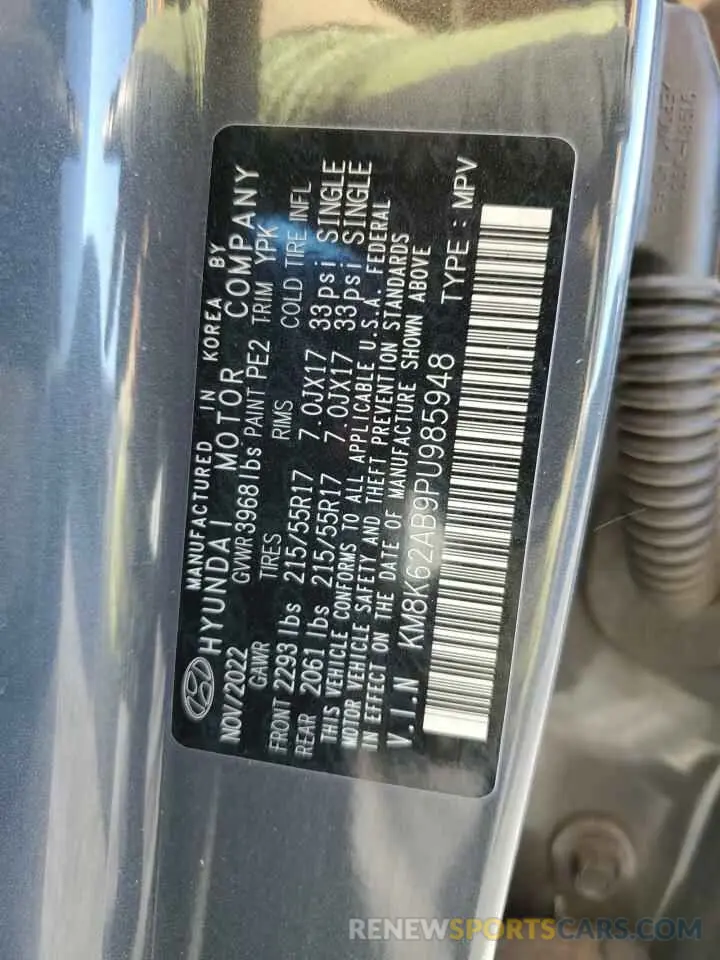 MANUFACTURED IN KOREA BY
HYUNDAI MOTOR COMPANY
NOV/2022 GVWR 3968 lbs PAINT PE2 TRIM YPK
GAWR TIRES RIMS COLD TIRE INFL
FRONT 2293 lbs 215/55R17 7.0JX17 33psi SINGLE
REAR 2061 lbs 215/55R17 7.0JX17 33psi SINGLE
THIS VEHICLE CONFORMS TO ALL APPLICABLE U.S.A. FEDERAL
MOTOR VEHICLE SAFETY AND THEFT PREVENTION STANDARDS
IN EFFECT ON THE DATE OF MANUFACTURE SHOWN ABOVE
V.I.N KM8K62AB9PU985948 TYPE : MPV
RENEWSPORTSCARS.COM